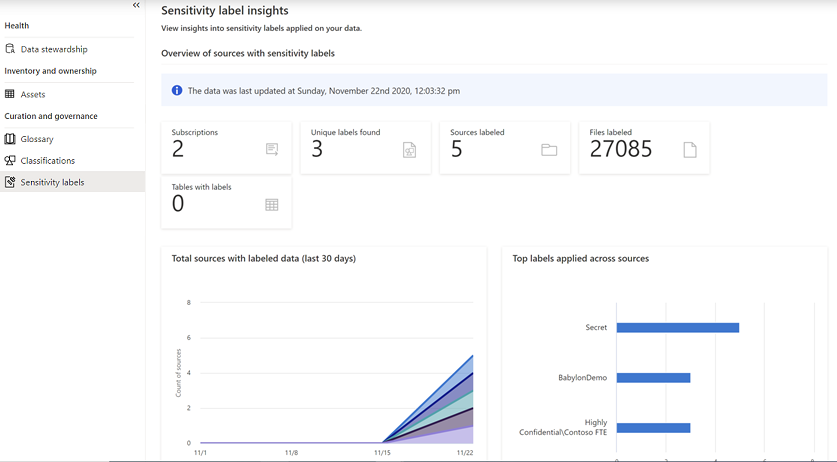 Health
Data stewardship
Inventory and ownership
Assets
Curation and governance
Glossary
Classifications
Sensitivity labels
Sensitivity label insights
View insights into sensitivity labels applied on your data.
Overview of sources with sensitivity labels
The data was last updated at Sunday, November 22nd 2020, 12:03:32 pm
Subscriptions
2
Unique labels found
3
Sources labeled
5
Files labeled
27085
Tables with labels
0
Total sources with labeled data (last 30 days)
Count of sources
8
6
4
2
0
11/1
11/8
11/15
11/22
Top labels applied across sources
Secret
BabylonDemo
Highly
Confidential\Contoso FTE